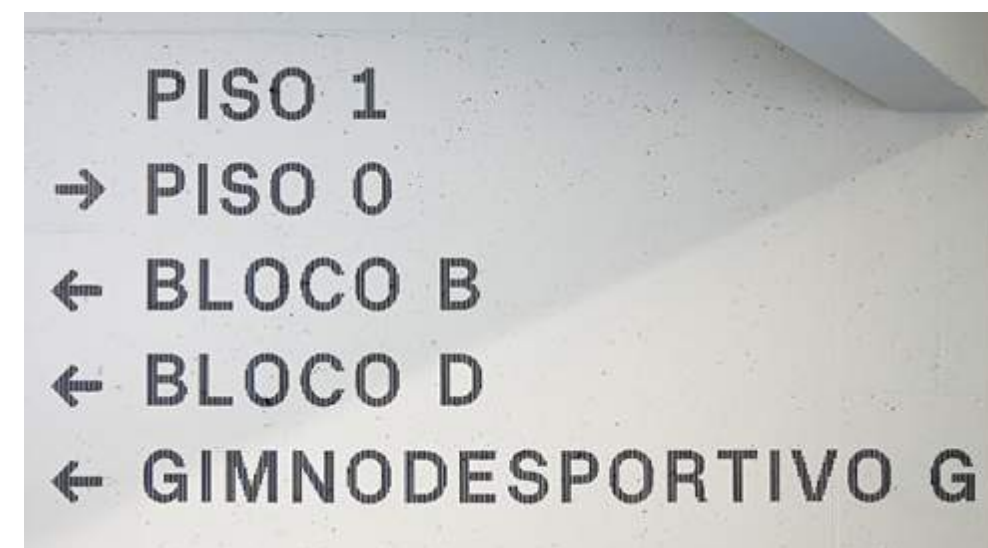 PISO 1
→ PISO 0
← BLOCO B
← BLOCO D
← GIMNODESPORTIVO G